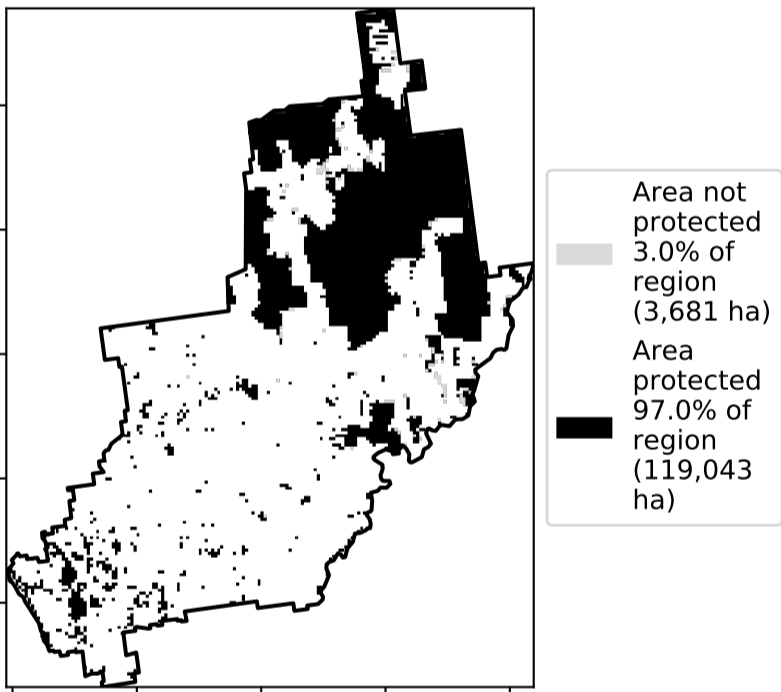 Area not
protected
3.0% of
region
(3,681 ha)
Area
protected
97.0% of
region
(119,043
ha)